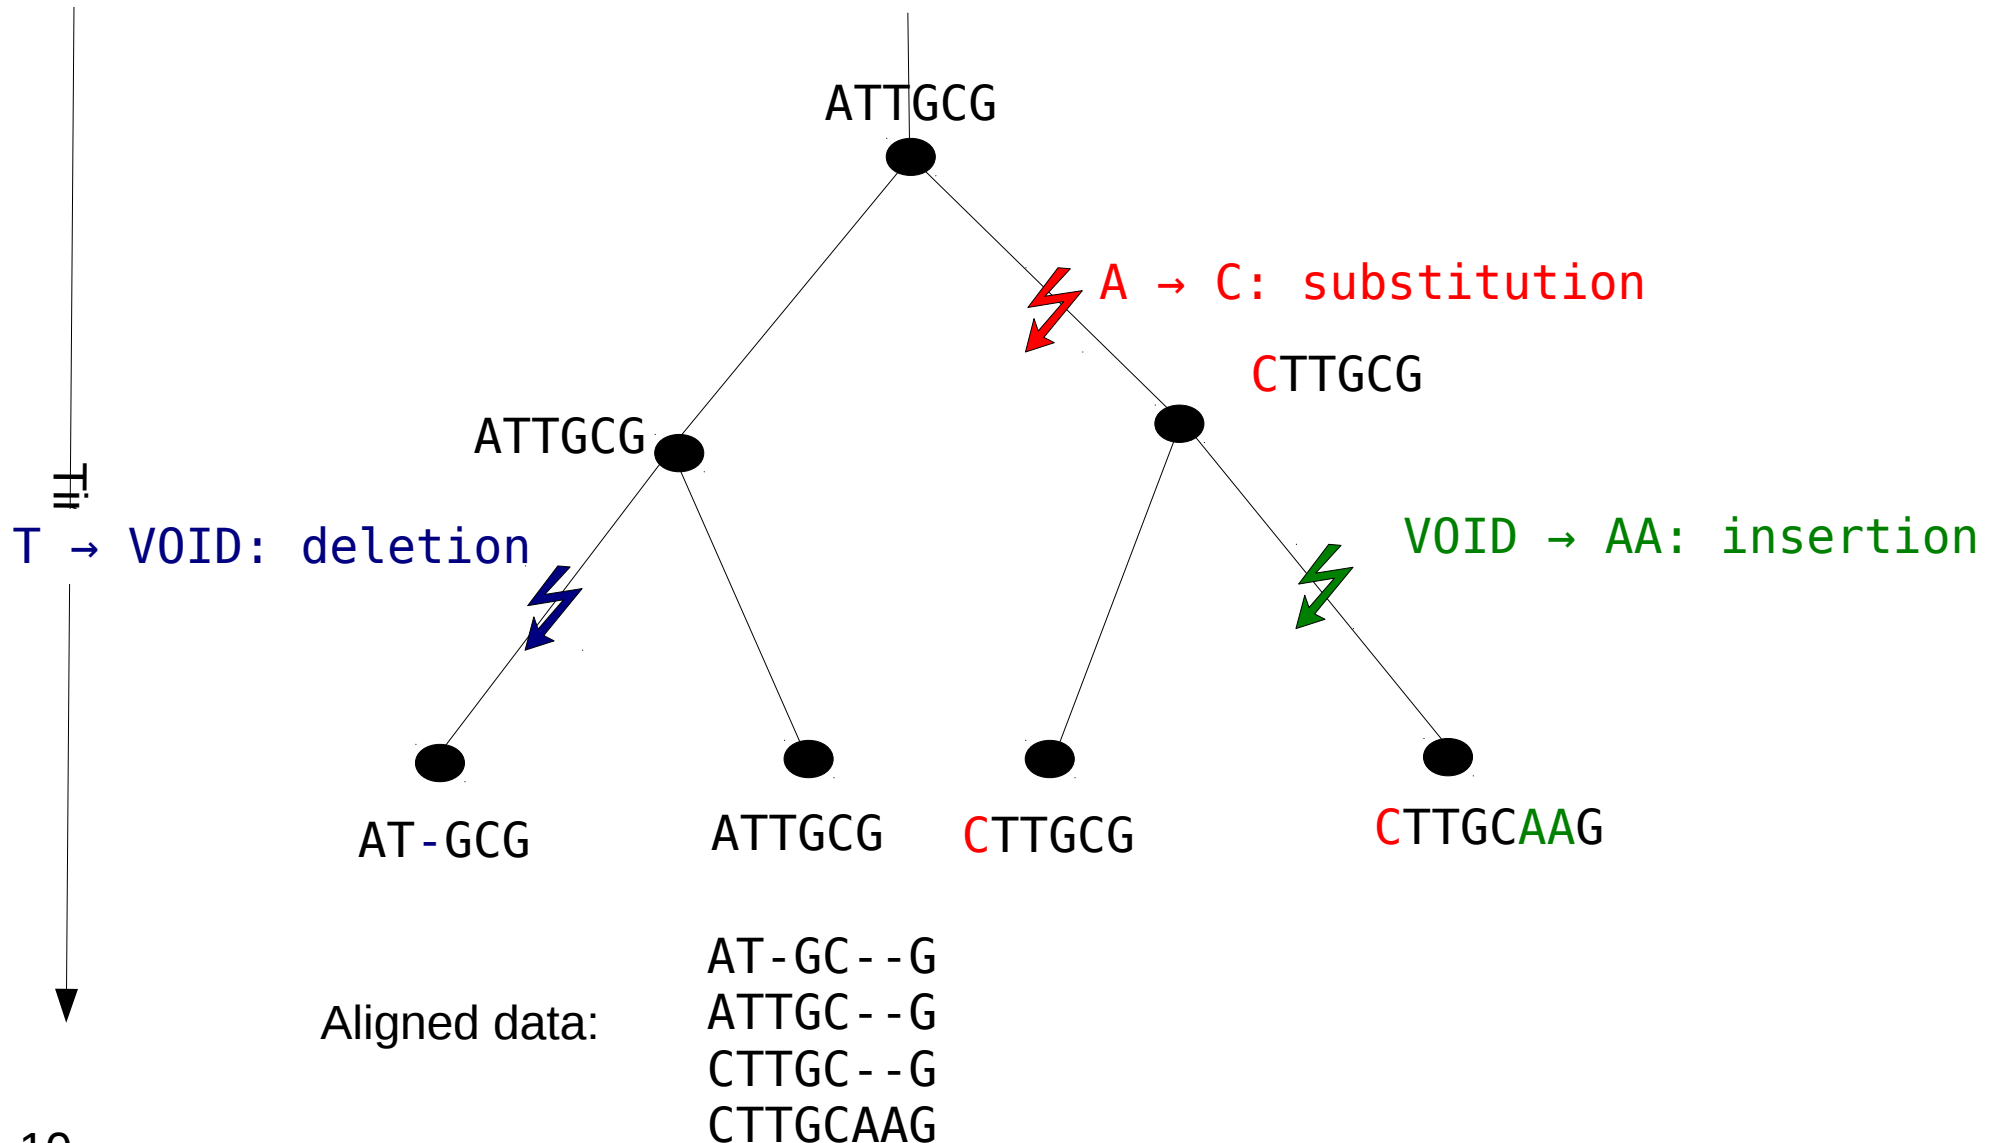 ATTGCG
A → C: substitution
CTTGCG
ATTGCG
T → VOID: deletion
VOID → AA: insertion
AT-GCG
ATTGCG
CTTGCG
CTTGCAAG
Aligned data:
AT-GC--G
ATTGC--G
CTTGC--G
CTTGCAAG